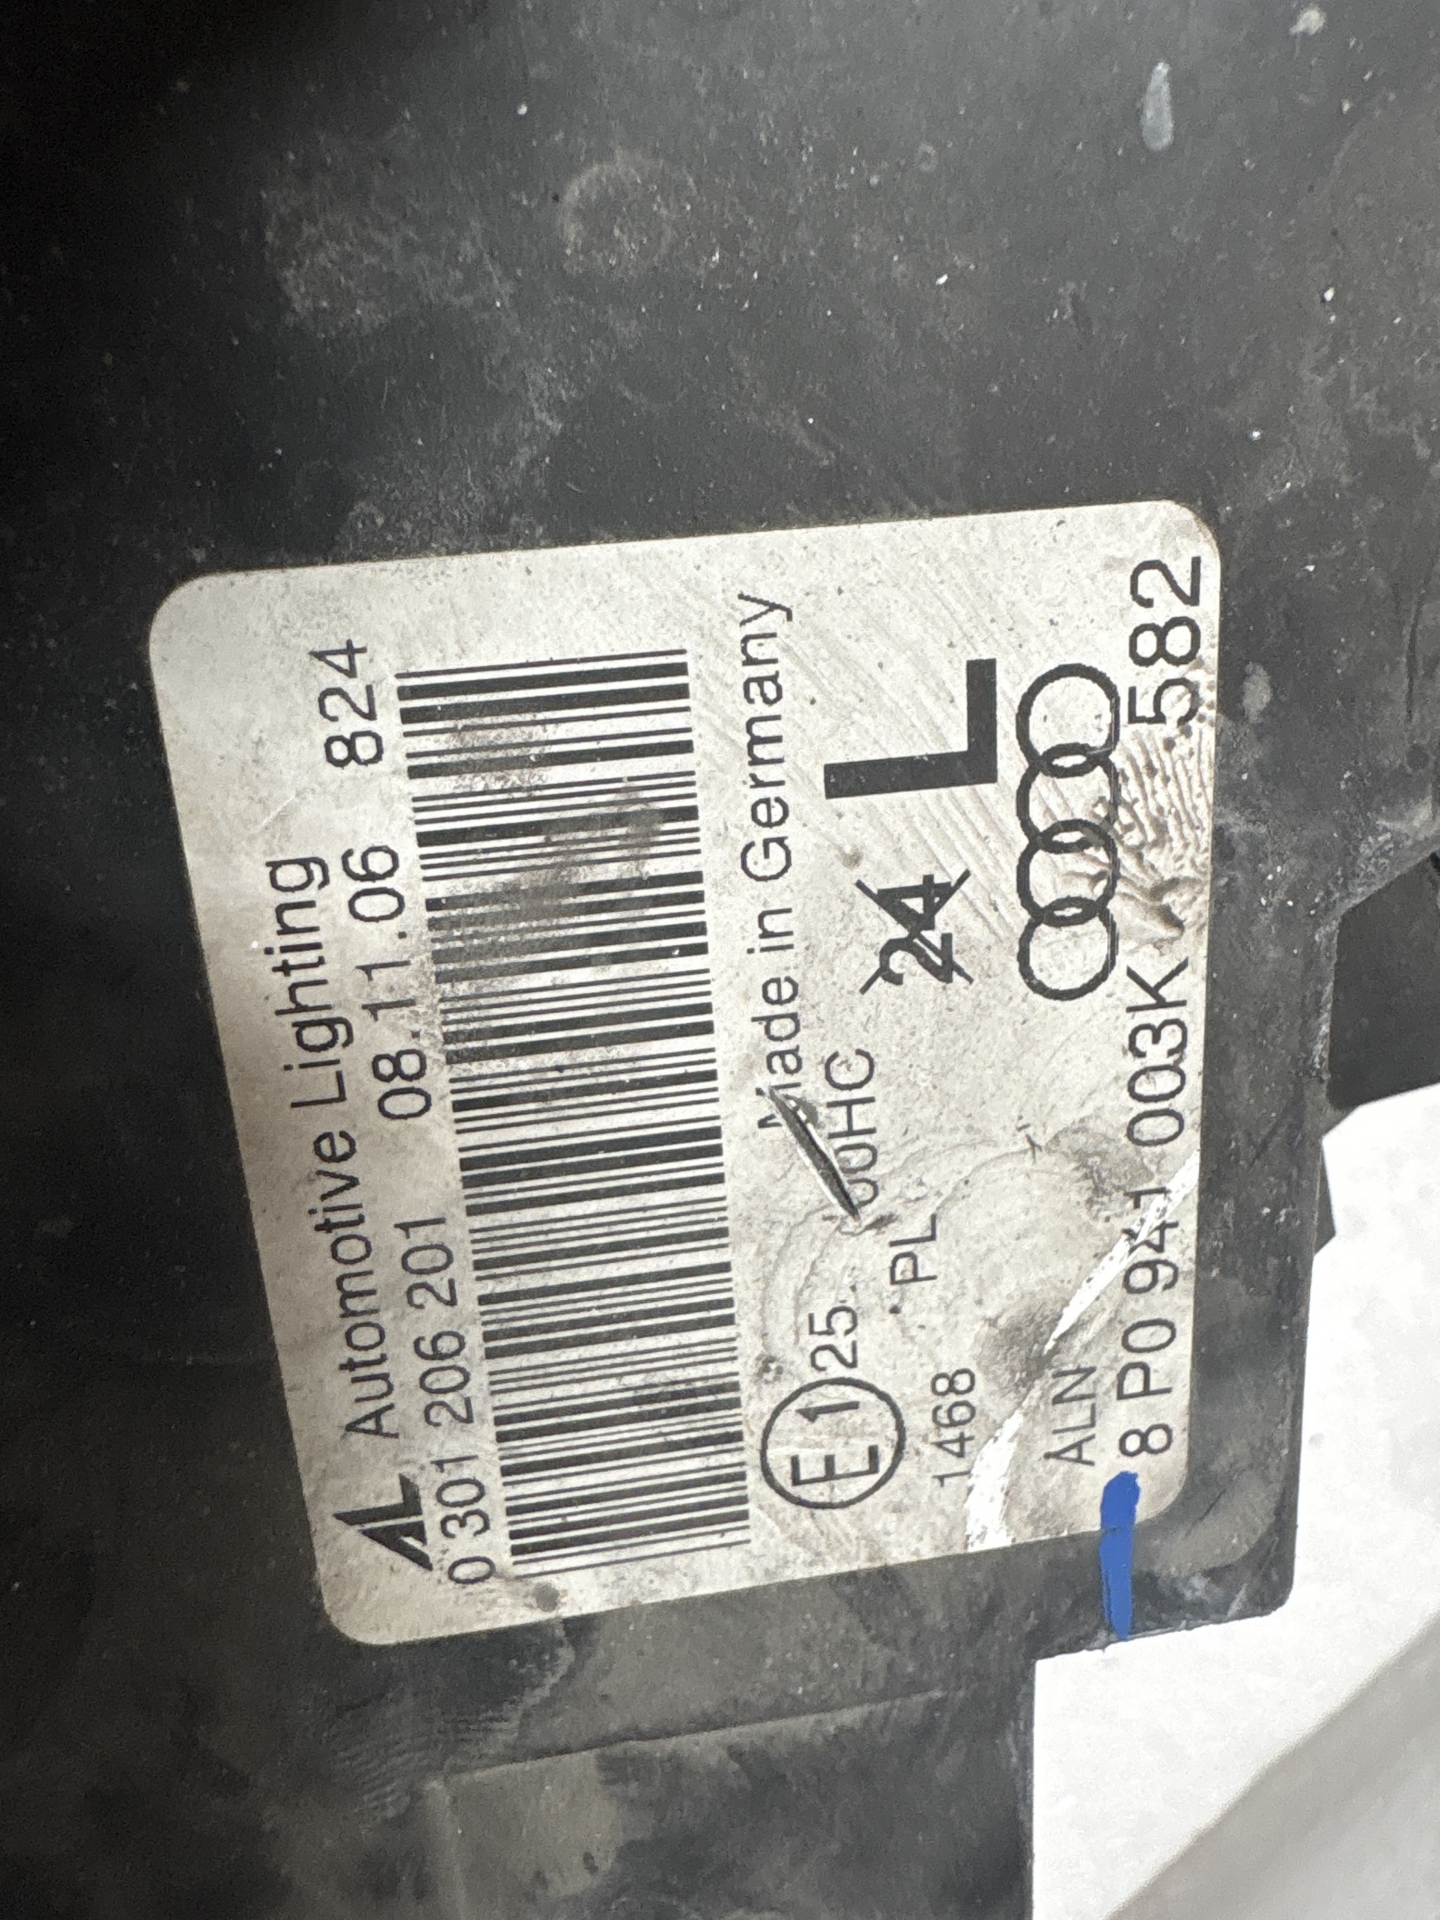 AL Automotive Lighting
0 301 206 201 08.11.06 824
Made in Germany
E1 25 00HC 24 L
1468 PL
ALN
8 P0 941 003K 582